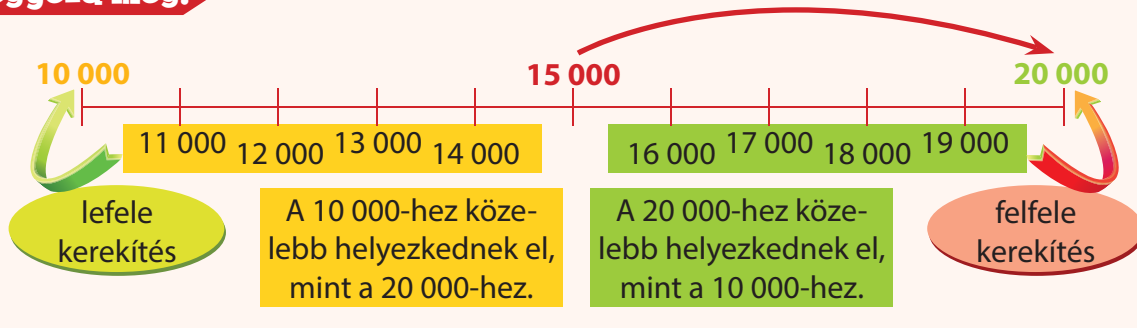 meg!
10 000
15 000
20 000
11 000 12 000 13 000 14 000
16 000 17 000 18 000 19 000
lefele
kerekítés
A 10 000-hez köze-
lebb helyezkednek el,
mint a 20 000-hez.
A 20 000-hez köze-
lebb helyezkednek el,
mint a 10 000-hez.
felfele
kerekítés